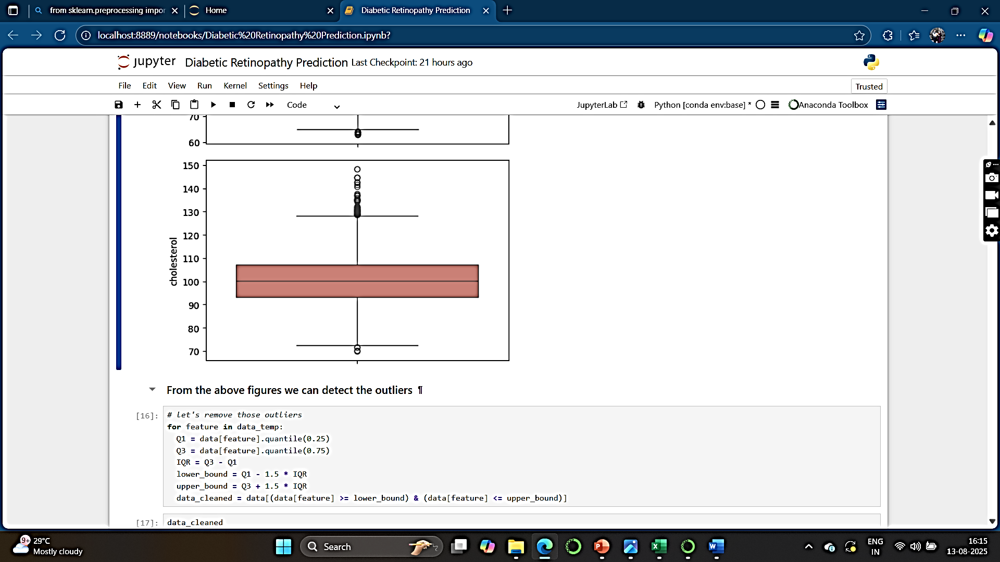 from sklearn.preprocessing impor
Home
Diabetic Retinopathy Prediction
localhost:8889/notebooks/Diabetic%20Retinopathy%20Prediction.ipynb?
jupyter Diabetic Retinopathy Prediction Last Checkpoint: 21 hours ago
File Edit View Run Kernel Settings Help
Trusted
Code
JupyterLab Python [conda env:base] * Anaconda Toolbox
70
60
150
140
130
120
110
100
90
80
70
cholesterol
From the above figures we can detect the outliers ¶
[16]:
# let's remove those outliers
for feature in data_temp:
Q1 = data[feature].quantile(0.25)
Q3 = data[feature].quantile(0.75)
IQR = Q3 - Q1
lower_bound = Q1 - 1.5 * IQR
upper_bound = Q3 + 1.5 * IQR
data_cleaned = data[(data[feature] >= lower_bound) & (data[feature] <= upper_bound)]
[17]:
data_cleaned
9+
29°C
Mostly cloudy
Search
ENG
IN
16:15
13-08-2025